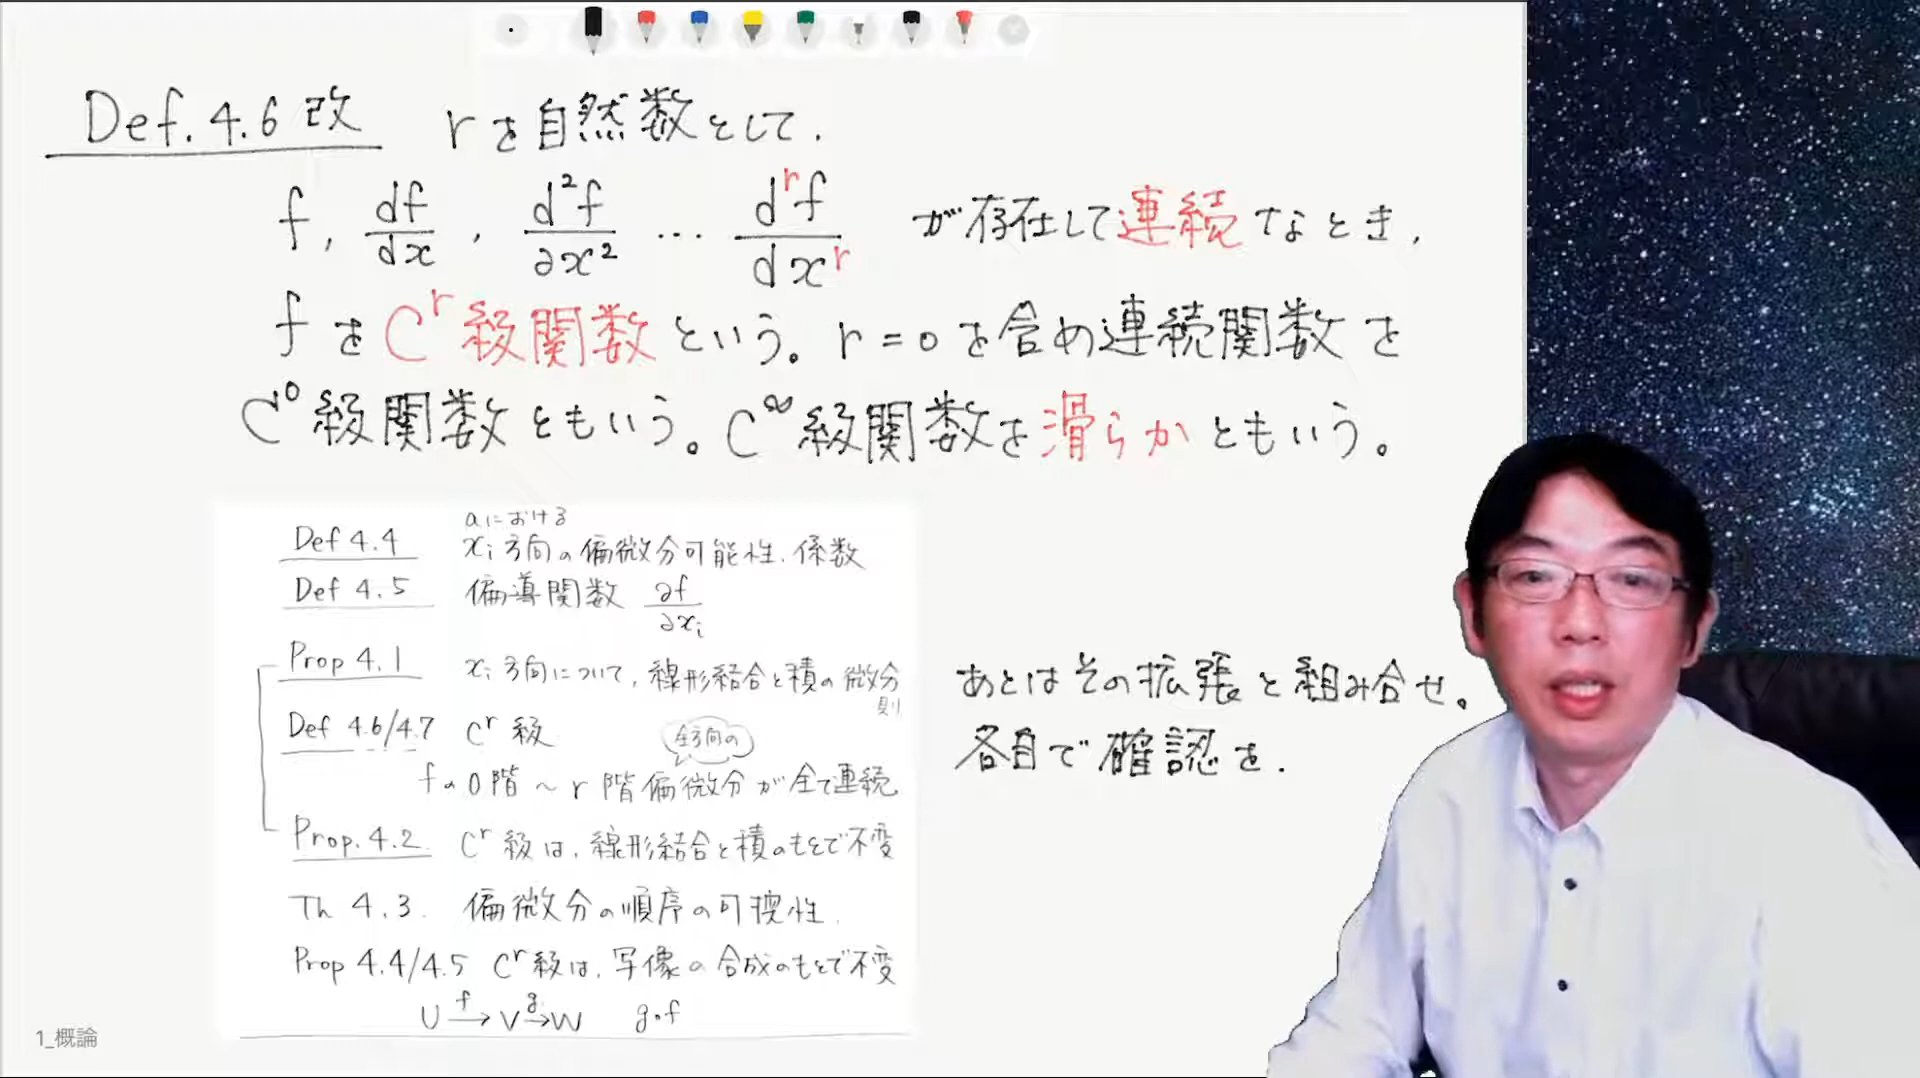 Def. 4.6 改 rを自然数として.
f, df/dx, d²f/∂x² … dʳf/dxʳ が存在して連続なとき,
fをCʳ級関数という。r=0を含め連続関数を
C⁰級関数ともいう。C^∞級関数を滑らかともいう。
aにおける
Def 4.4 xᵢ方向の偏微分可能性.係数
Def 4.5 偏導関数 ∂f/∂xᵢ
Prop 4.1 xᵢ方向について,線形結合と積の微分則
Def 4.6/4.7 Cʳ級
全方向の
fの0階~r階偏微分が全て連続
Prop. 4.2 Cʳ級は,線形結合と積のもとで不変
Th 4.3. 偏微分の順序の可換性.
Prop 4.4/4.5 Cʳ級は,写像の合成のもとで不変
U f→ V g→ W g∘f
あとはその拡張と組み合せ。
各自で確認を.
1_概論